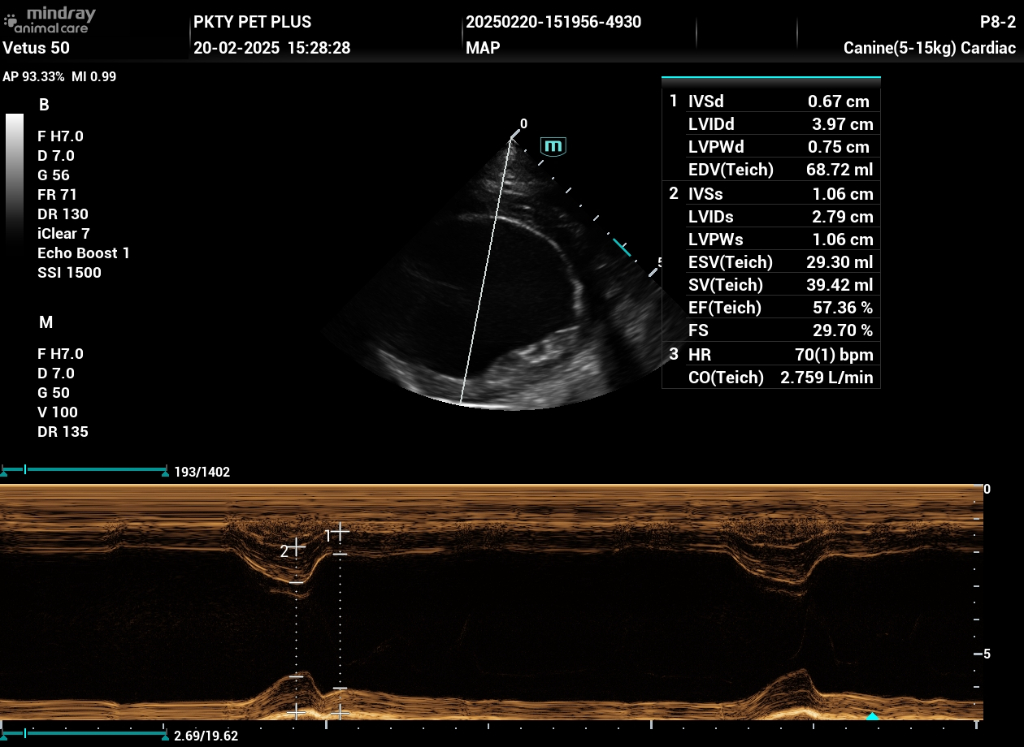 mindray
animal care
Vetus 50
PKTY PET PLUS
20-02-2025 15:28:28
20250220-151956-4930
MAP
P8-2
Canine(5-15kg) Cardiac
AP 93.33% MI 0.99
B
F H7.0
D 7.0
G 56
FR 71
DR 130
iClear 7
Echo Boost 1
SSI 1500
M
F H7.0
D 7.0
G 50
V 100
DR 135
0
m
5
1 IVSd 0.67 cm
LVIDd 3.97 cm
LVPWd 0.75 cm
EDV(Teich) 68.72 ml
2 IVSs 1.06 cm
LVIDs 2.79 cm
LVPWs 1.06 cm
ESV(Teich) 29.30 ml
SV(Teich) 39.42 ml
EF(Teich) 57.36 %
FS 29.70 %
3 HR 70(1) bpm
CO(Teich) 2.759 L/min
193/1402
0
1
2
5
2.69/19.62